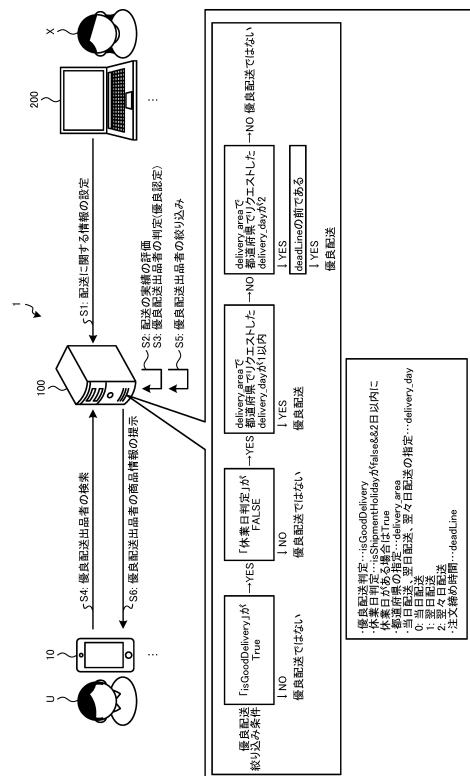 1
U
10
100
200
X
S4: 優良配送出品者の検索
S6: 優良配送出品者の商品情報の提示
S1: 配送に関する情報の設定
S2: 配送の実績の評価
S3: 優良配送出品者の判定(優良認定)
S5: 優良配送出品者の絞り込み
優良配送
絞り込み条件
「isGoodDelivery」が
True
→YES
↓NO
優良配送ではない
「休業日判定」が
FALSE
→YES
↓NO
優良配送ではない
delivery_areaで
都道府県でリクエストした
delivery_dayが1以内
→NO
↓YES
優良配送
delivery_areaで
都道府県でリクエストした
delivery_dayが2
→NO 優良配送ではない
↓YES
deadLineの前である
↓YES
優良配送
・優良配送判定…isGoodDelivery
・休業日判定…isShipmentHolidayがfalse&&2日以内に
休業日がある場合はTrue
・都道府県の指定…delivery_area
・当日配送、翌日配送、翌々日配送の指定…delivery_day
0: 当日配送
1: 翌日配送
2: 翌々日配送
・注文締め時間…deadLine